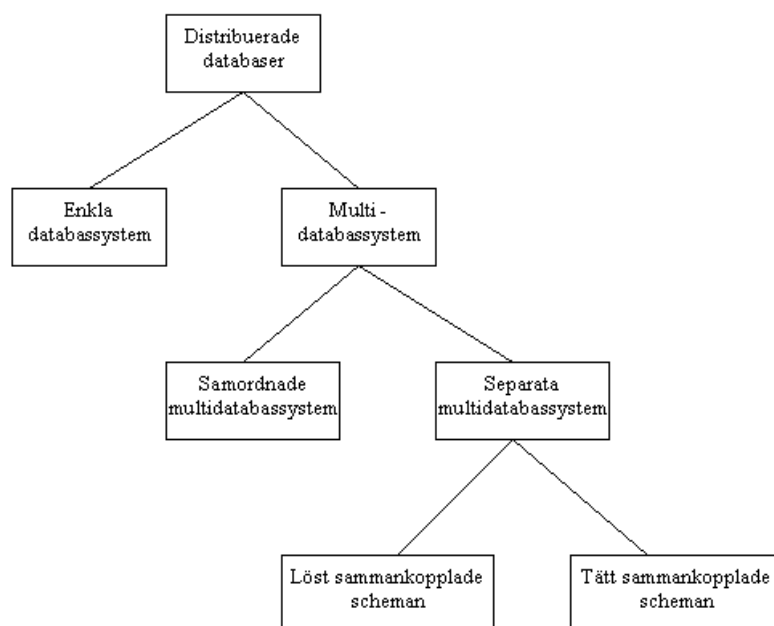 Distribuerade
databaser
Enkla
databassystem
Multi -
databassystem
Samordnade
multidatabassystem
Separata
multidatabassystem
Löst sammankopplade
scheman
Tätt sammankopplade
scheman